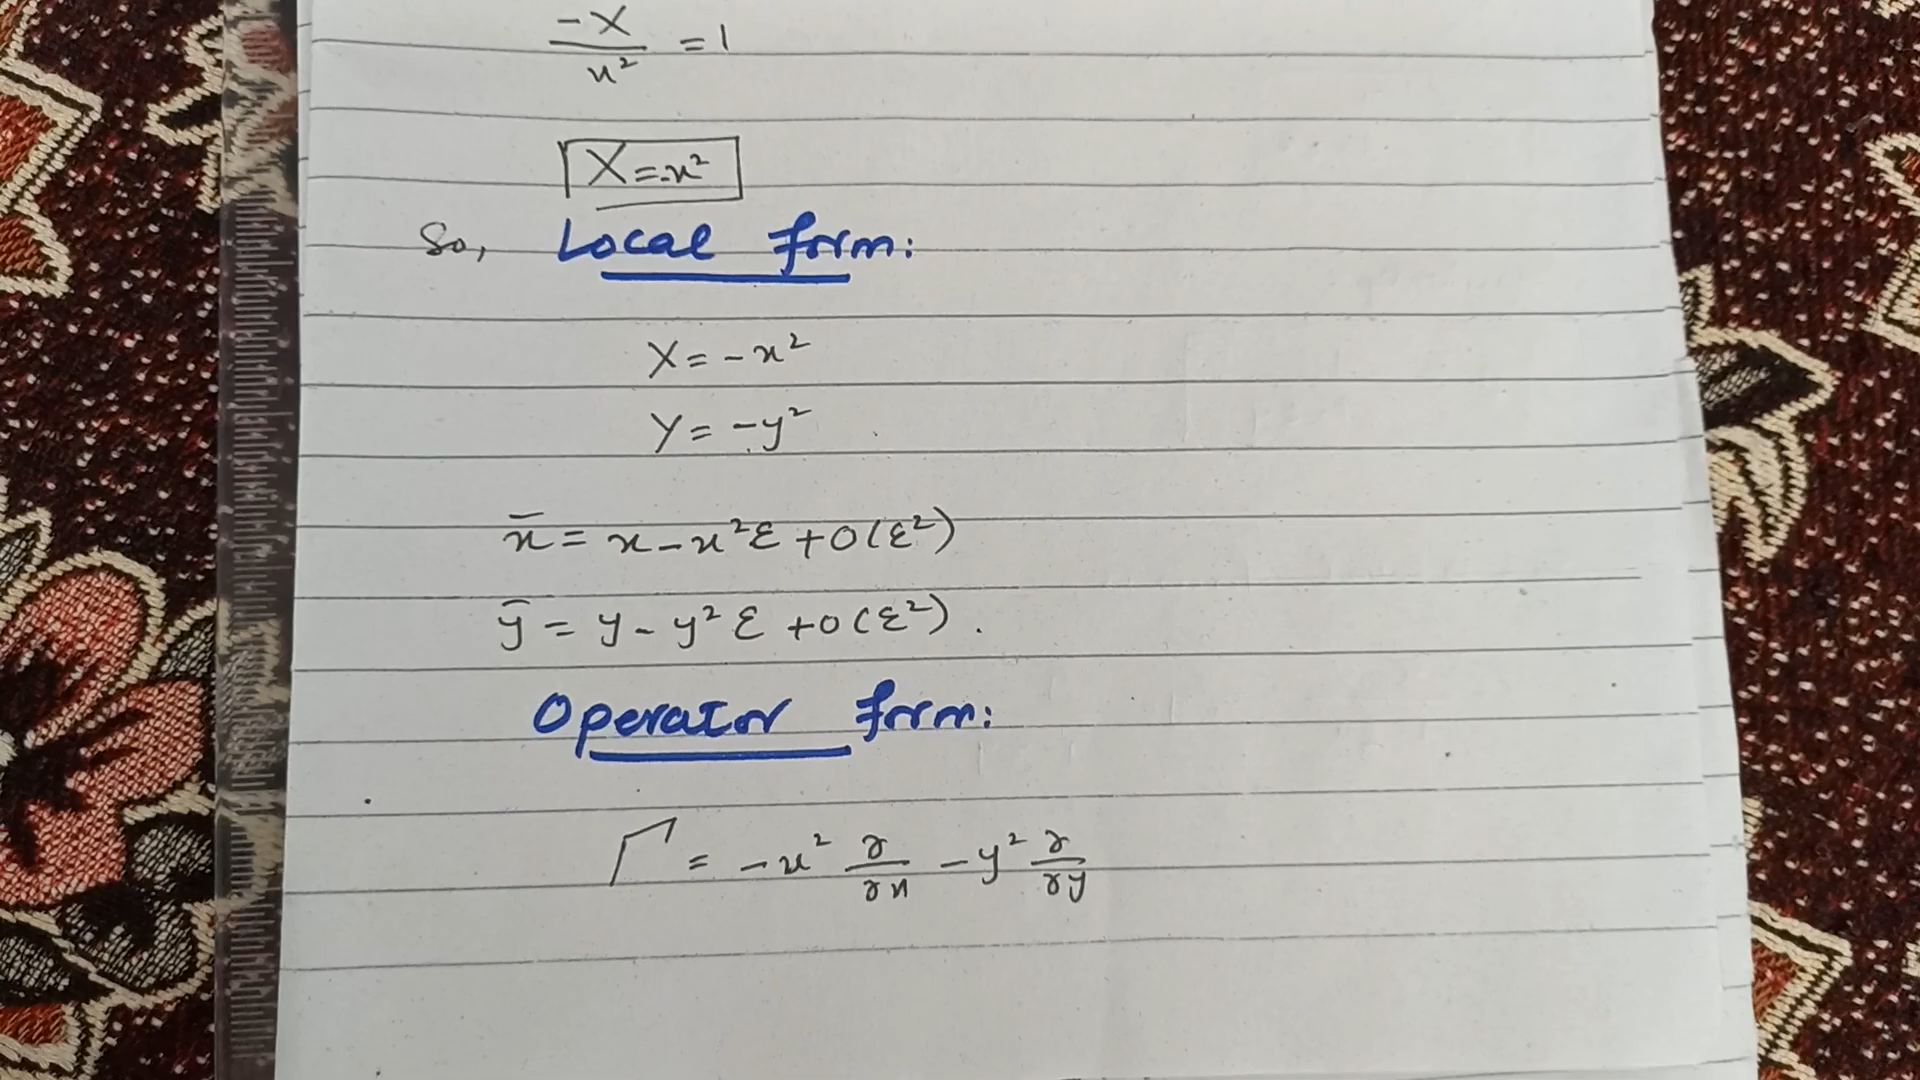 -X/x² = 1
X = -x²
So, Local form:
X = -x²
Y = -y²
x̄ = x - x²ε + O(ε²)
ȳ = y - y²ε + O(ε²).
Operator form:
Γ = -x² ∂/∂x - y² ∂/∂y